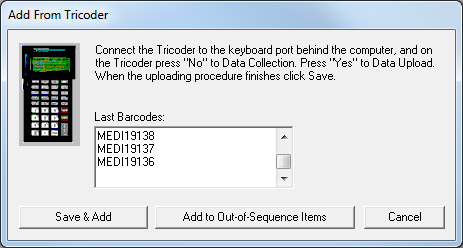 Add From Tricoder
Connect the Tricoder to the keyboard port behind the computer, and on
the Tricoder press "No" to Data Collection. Press "Yes" to Data Upload.
When the uploading procedure finishes click Save.
Last Barcodes:
MEDI19138
MEDI19137
MEDI19136
Save & Add
Add to Out-of-Sequence Items
Cancel